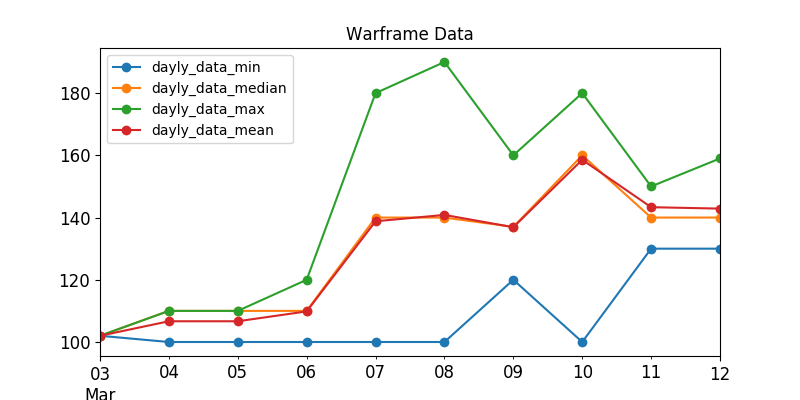 Warframe Data
dayly_data_min
dayly_data_median
dayly_data_max
dayly_data_mean
180
160
140
120
100
03 04 05 06 07 08 09 10 11 12
Mar